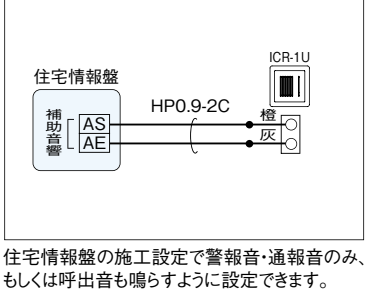 ICR-1U
住宅情報盤
HP0.9-2C
補助音響
AS
AE
橙
灰
住宅情報盤の施工設定で警報音・通報音のみ、
もしくは呼出音も鳴らすように設定できます。